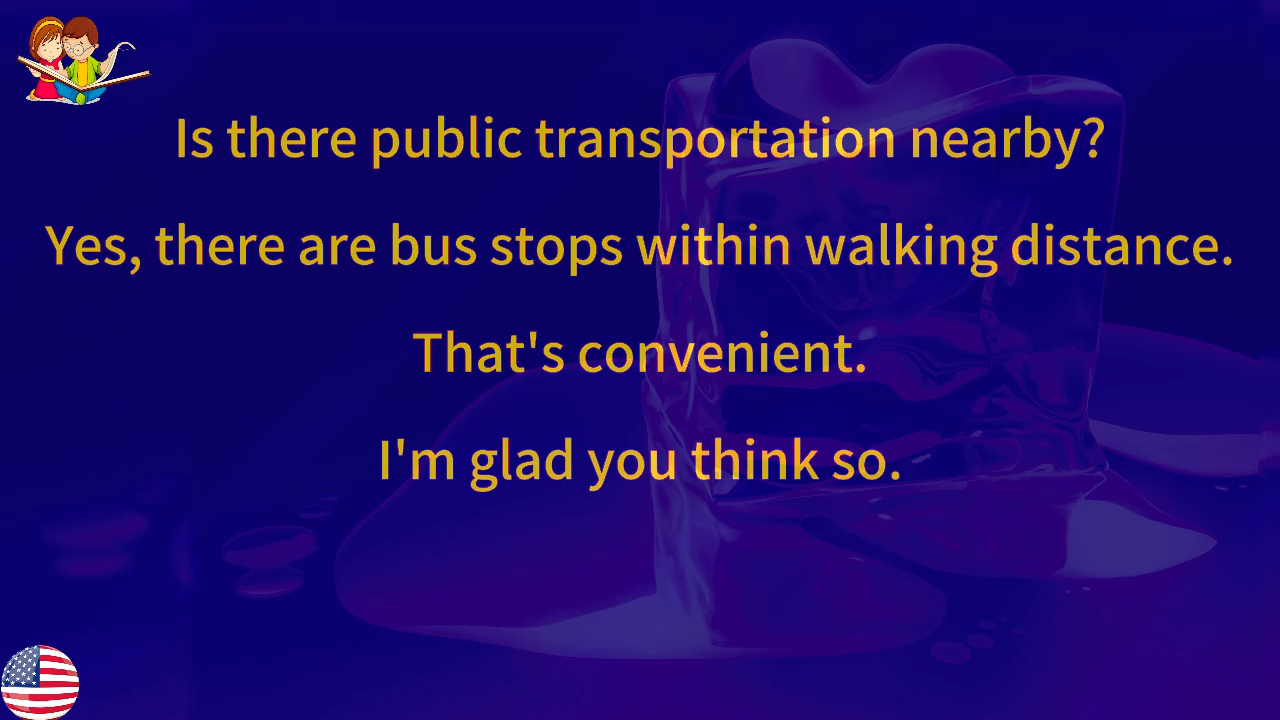 Is there public transportation nearby?
Yes, there are bus stops within walking distance.
That's convenient.
I'm glad you think so.